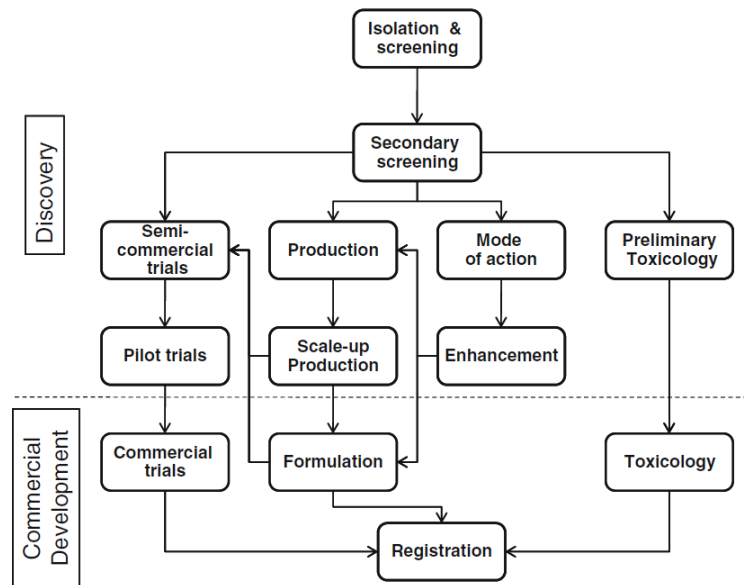 Isolation &
screening
Discovery
Secondary
screening
Semi-
commercial
trials
Production
Mode
of action
Preliminary
Toxicology
Pilot trials
Scale-up
Production
Enhancement
Commercial
Development
Commercial
trials
Formulation
Toxicology
Registration